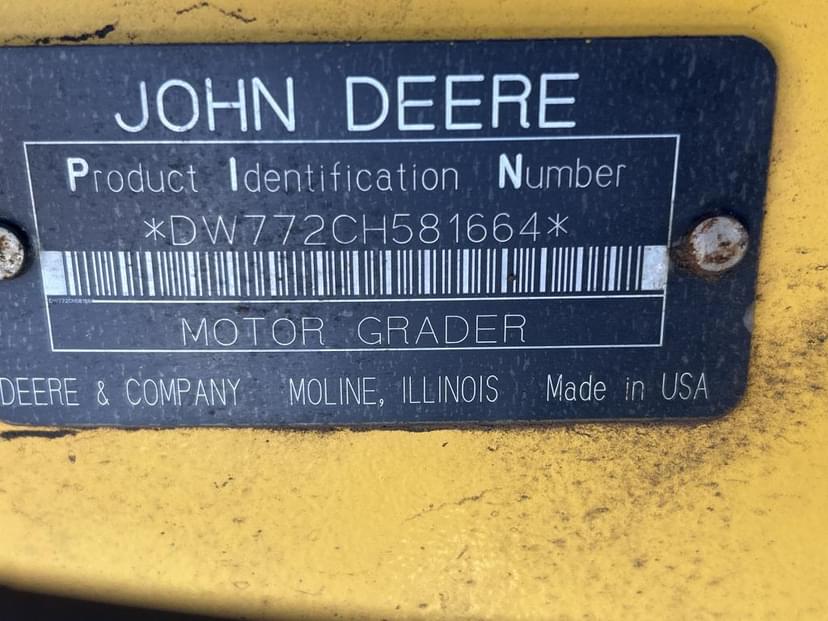 JOHN DEERE
Product Identification Number
*DW772CH581664*
MOTOR GRADER
DEERE & COMPANY MOLINE, ILLINOIS Made in USA